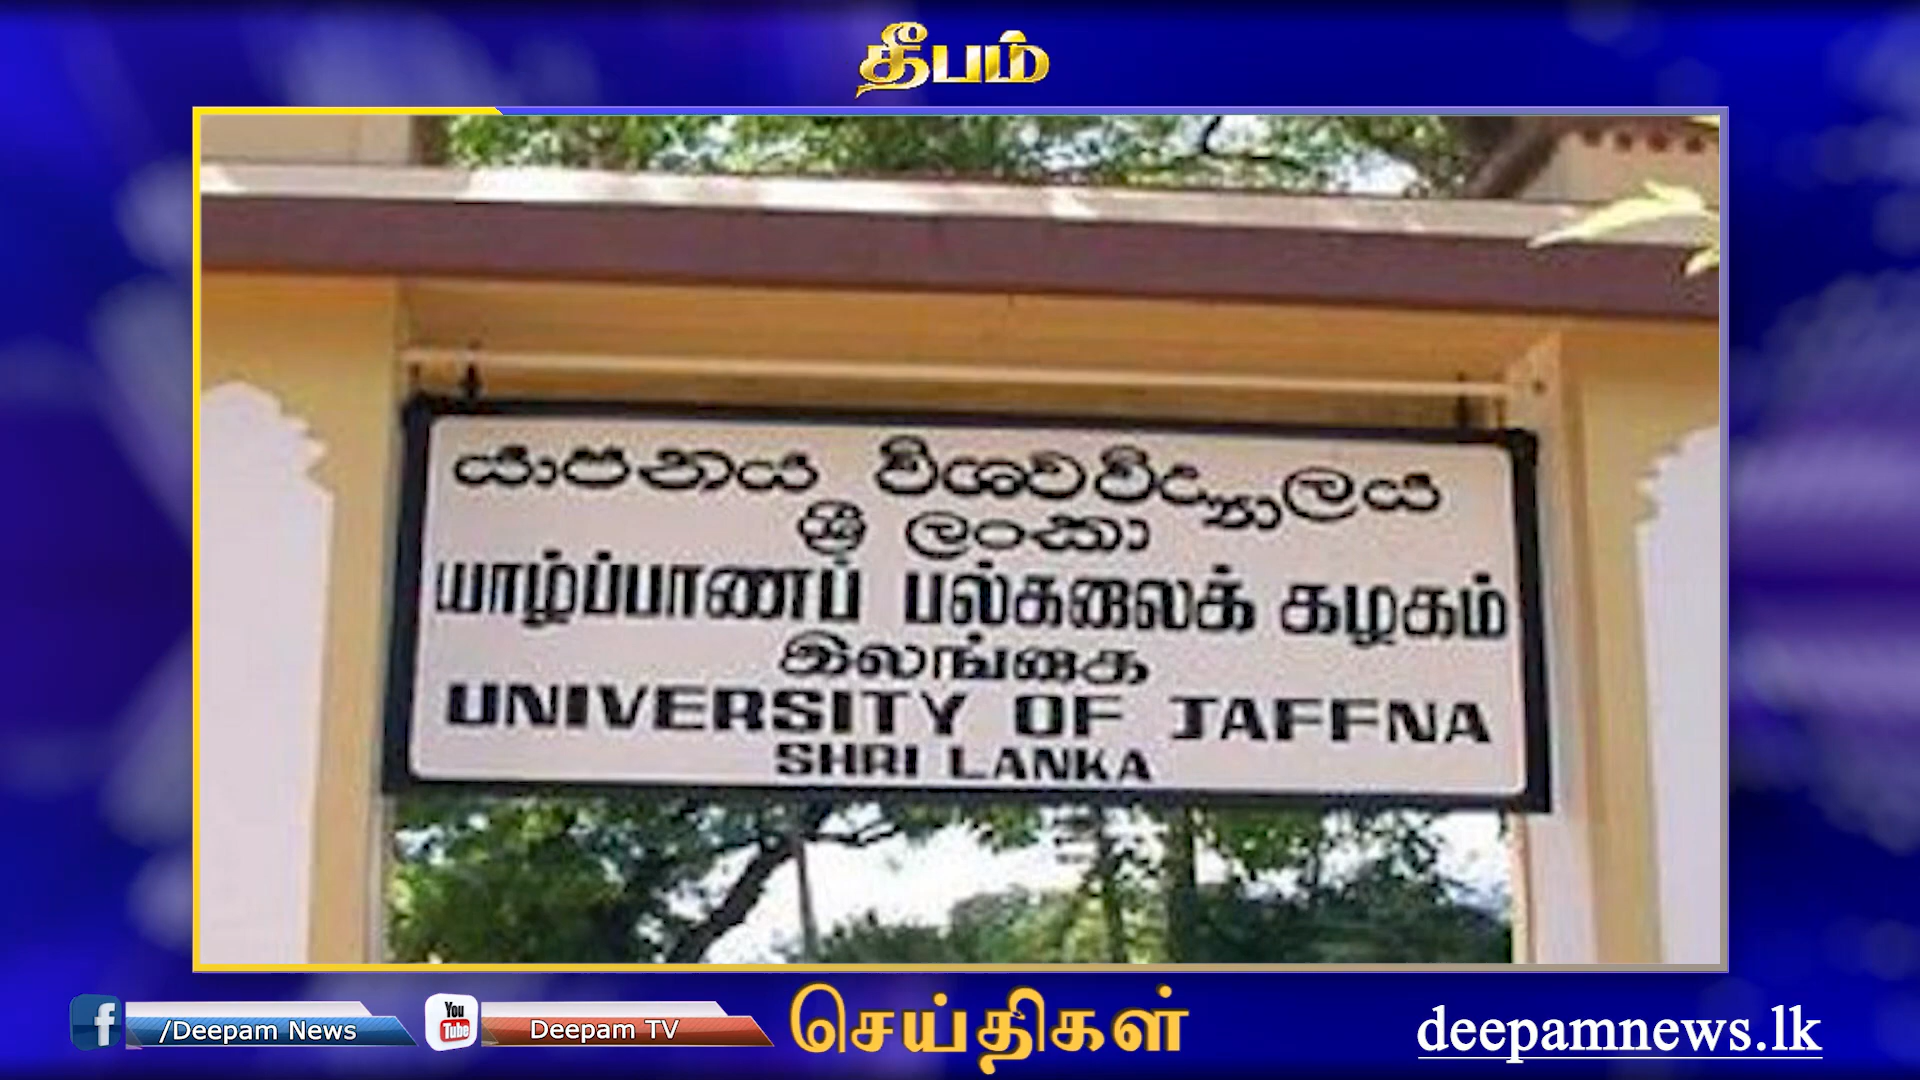 தீபம்
යාපනය විශ්වවිද්‍යාලය
ශ්‍රී ලංකා
யாழ்ப்பாணப் பல்கலைக் கழகம்
இலங்கை
UNIVERSITY OF JAFFNA
SHRI LANKA
/Deepam News
You Tube
Deepam TV
செய்திகள்
deepamnews.lk